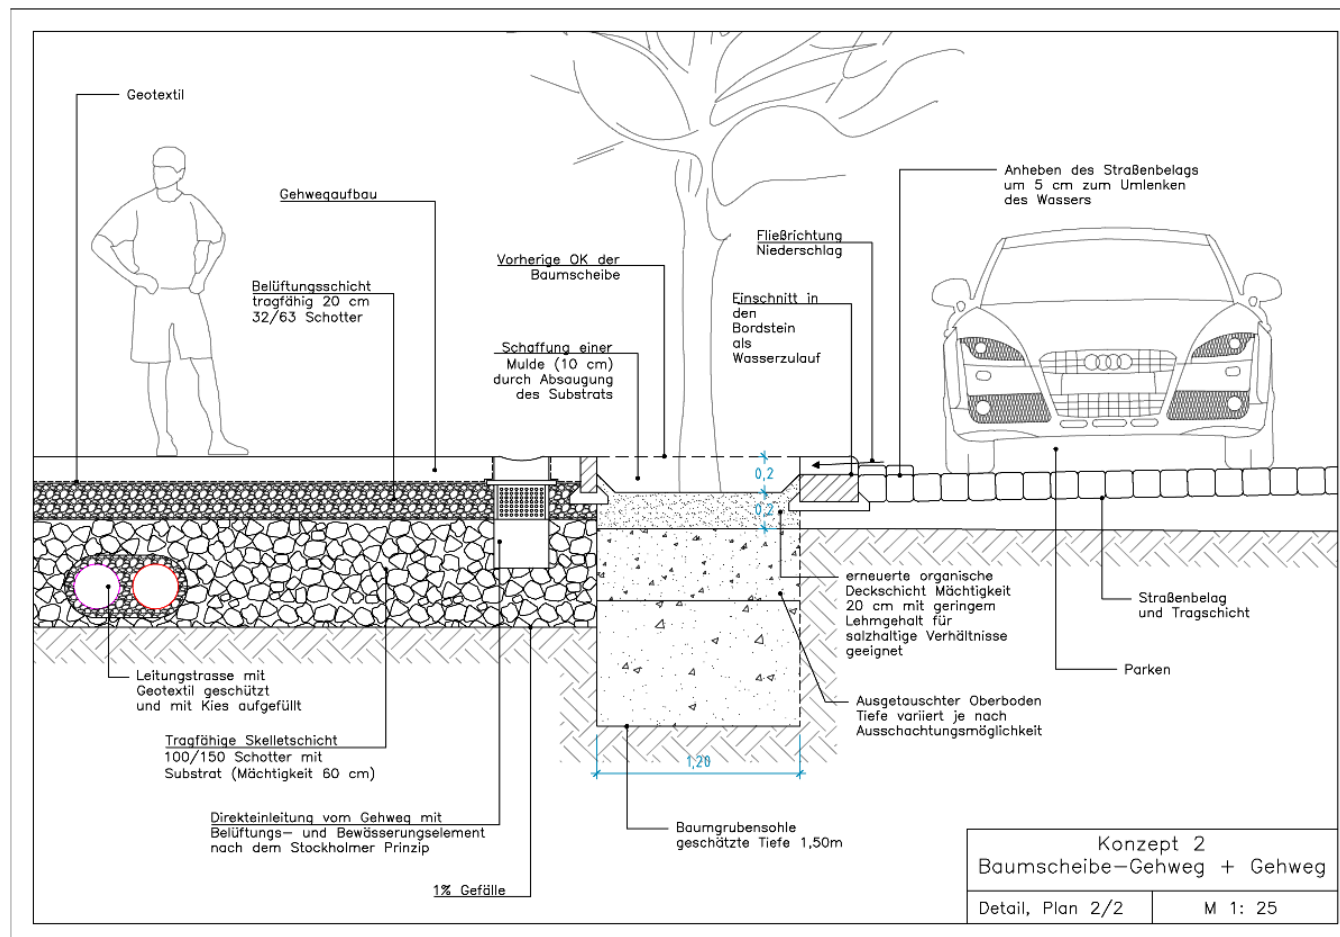 Geotextil
Gehwegaufbau
Belüftungsschicht
tragfähig 20 cm
32/63 Schotter
Vorherige OK der
Baumscheibe
Schaffung einer
Mulde (10 cm)
durch Absaugung
des Substrats
Fließrichtung
Niederschlag
Einschnitt in
den
Bordstein
als
Wasserzulauf
Anheben des Straßenbelags
um 5 cm zum Umlenken
des Wassers
0,2
0,2
erneuerte organische
Deckschicht Mächtigkeit
20 cm mit geringem
Lehmgehalt für
salzhaltige Verhältnisse
geeignet
Straßenbelag
und Tragschicht
Parken
Ausgetauschter Oberboden
Tiefe variiert je nach
Ausschachtungsmöglichkeit
Leitungstrasse mit
Geotextil geschützt
und mit Kies aufgefüllt
Tragfähige Skelletschicht
100/150 Schotter mit
Substrat (Mächtigkeit 60 cm)
1,20
Direkteinleitung vom Gehweg mit
Belüftungs- und Bewässerungselement
nach dem Stockholmer Prinzip
Baumgrubensohle
geschätzte Tiefe 1,50m
1% Gefälle
Konzept 2
Baumscheibe-Gehweg + Gehweg
Detail, Plan 2/2
M 1: 25